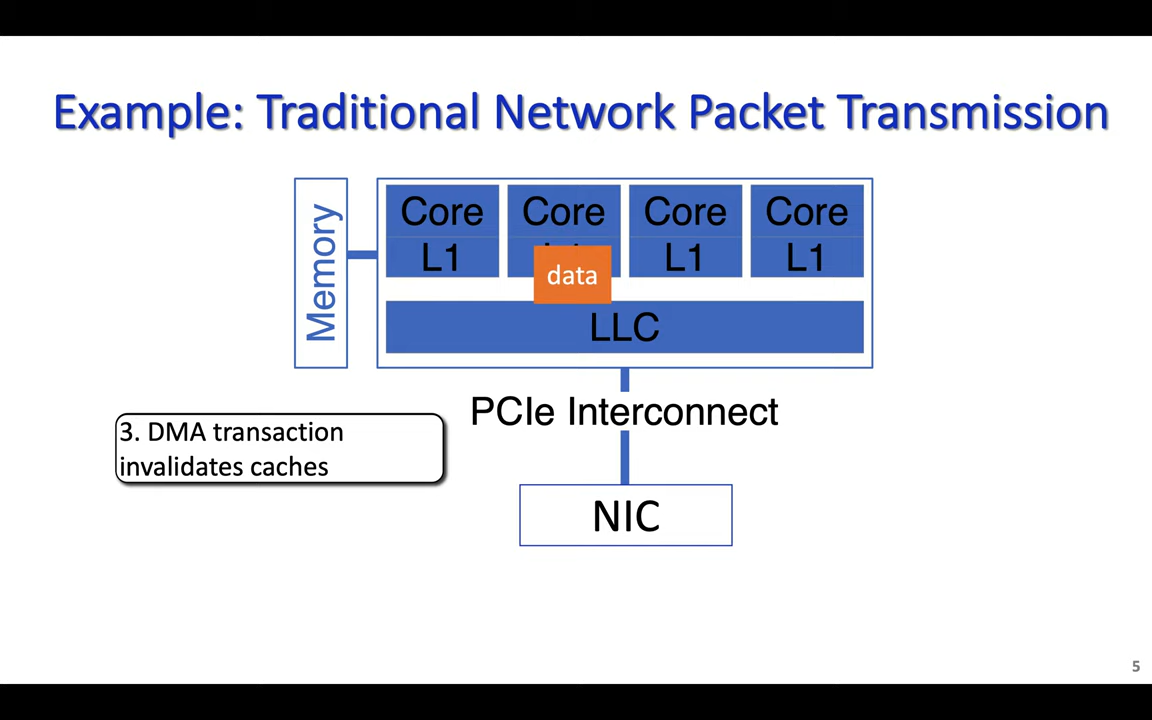 Example: Traditional Network Packet Transmission
Memory
Core
Core
Core
Core
L1
L1
L1
data
LLC
PCIe Interconnect
3. DMA transaction
invalidates caches
NIC
5